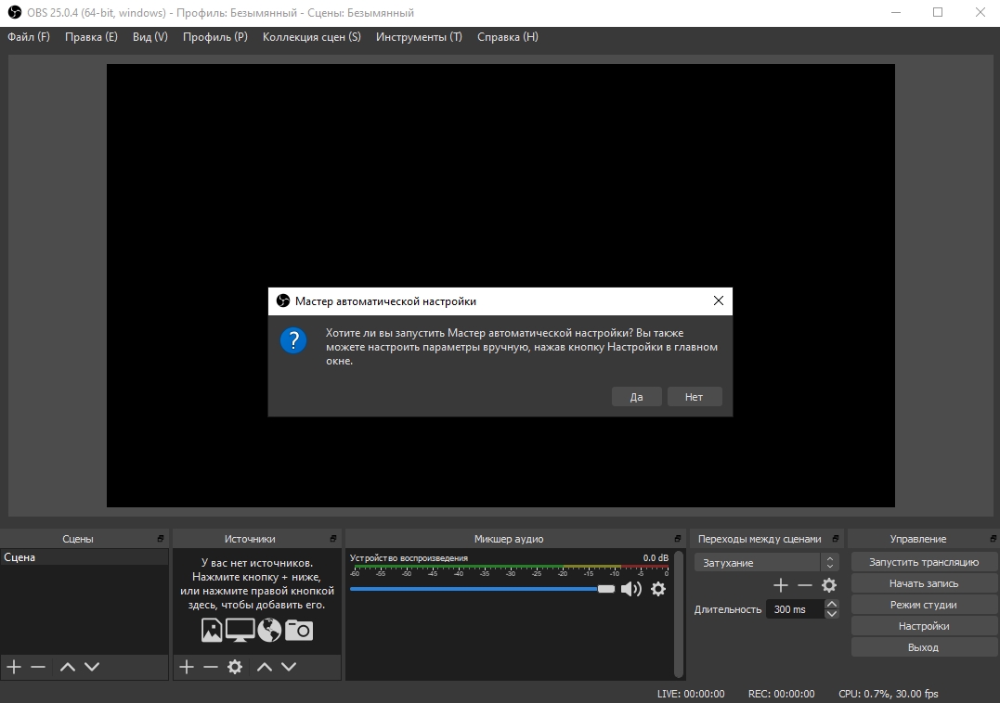 OBS 25.0.4 (64-bit, windows) - Профиль: Безымянный - Сцены: Безымянный
Файл (F) Правка (E) Вид (V) Профиль (P) Коллекция сцен (S) Инструменты (T) Справка (H)
Мастер автоматической настройки
Хотите ли вы запустить Мастер автоматической настройки? Вы также
можете настроить параметры вручную, нажав кнопку Настройки в главном
окне.
Да Нет
Сцены
Сцена
Источники
У вас нет источников.
Нажмите кнопку + ниже,
или нажмите правой кнопкой
здесь, чтобы добавить его.
Микшер аудио
Устройство воспроизведения 0.0 dB
-60 -55 -50 -45 -40 -35 -30 -25 -20 -15 -10 -5 0
Переходы между сценами
Затухание
Длительность 300 ms
Управление
Запустить трансляцию
Начать запись
Режим студии
Настройки
Выход
LIVE: 00:00:00 REC: 00:00:00 CPU: 0.7%, 30.00 fps